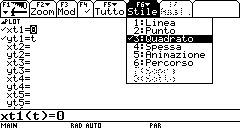 F1 F2 Zoom F3 Mod F4 F5 Tutto F6 Stile F7 Assi..
▲PLOT
✓xt1=0
✓yt1=t
xt2=
yt2=
xt3=
yt3=
xt4=
yt4=
xt5=
1:Linea
2:Punto
✓3:Quadrato
4:Spessa
5:Animazione
6:Percorso
xt1(t)=0
MAIN RAD AUTO PAR